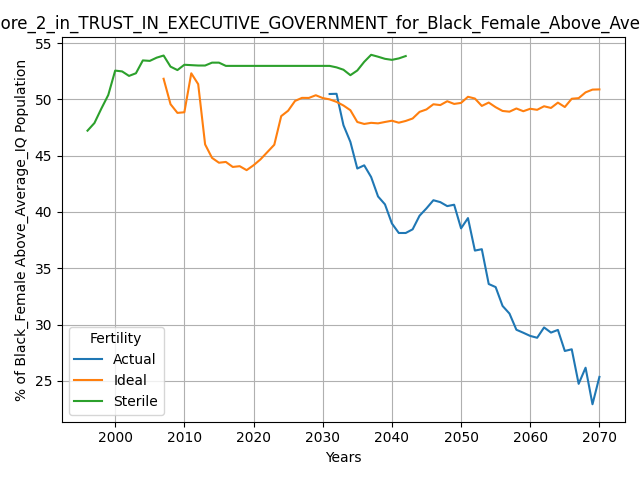 ore_2_in_TRUST_IN_EXECUTIVE_GOVERNMENT_for_Black_Female_Above_Ave
% of Black_Female Above_Average_IQ Population
55
50
45
40
35
30
25
Fertility
Actual
Ideal
Sterile
2000 2010 2020 2030 2040 2050 2060 2070
Years